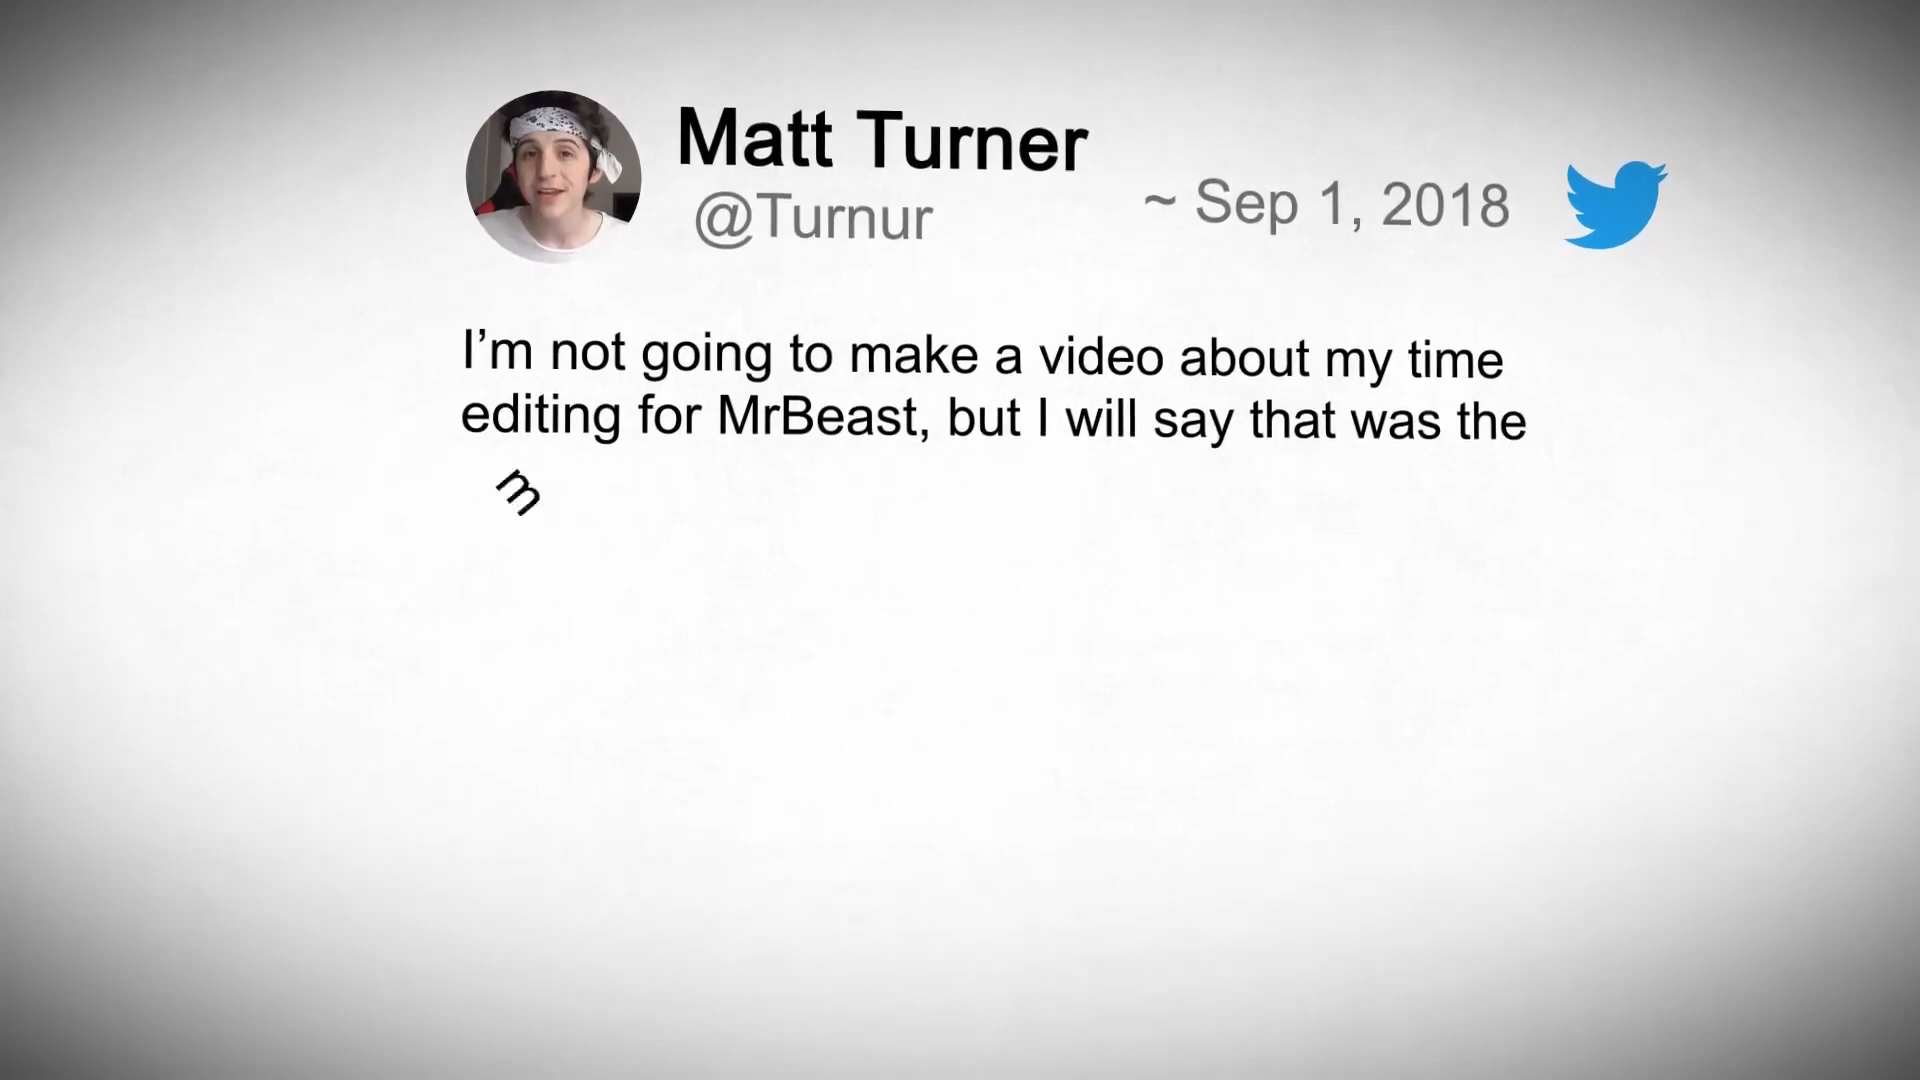 Matt Turner
@Turnur
~ Sep 1, 2018
I’m not going to make a video about my time
editing for MrBeast, but I will say that was the
m